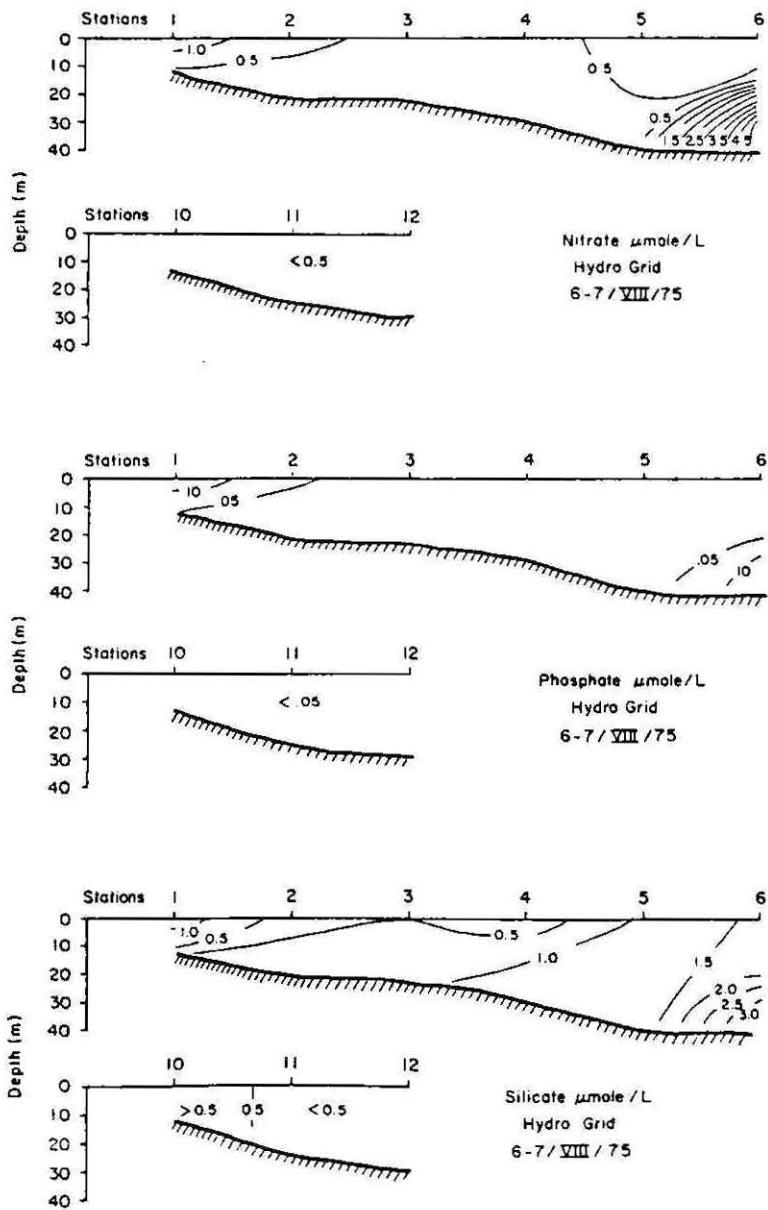 Stations 1 2 3 4 5 6
0
10
20
30
40
-1.0
0.5
0.5
0.5
1.5 2.5 3.5 4.5
Depth (m)
Stations 10 11 12
0
10
20
30
40
<0.5
Nitrate μmole/L
Hydro Grid
6-7/VIII/75
Stations 1 2 3 4 5 6
0
10
20
30
40
-.10
.05
.05
.10
Depth (m)
Stations 10 11 12
0
10
20
30
40
<.05
Phosphate μmole/L
Hydro Grid
6-7/VIII/75
Stations 1 2 3 4 5 6
0
10
20
30
40
-1.0
0.5
0.5
1.0
1.5
2.0
2.5
3.0
Depth (m)
10 11 12
0
10
20
30
40
>0.5 0.5 <0.5
Silicate μmole/L
Hydro Grid
6-7/VIII/75